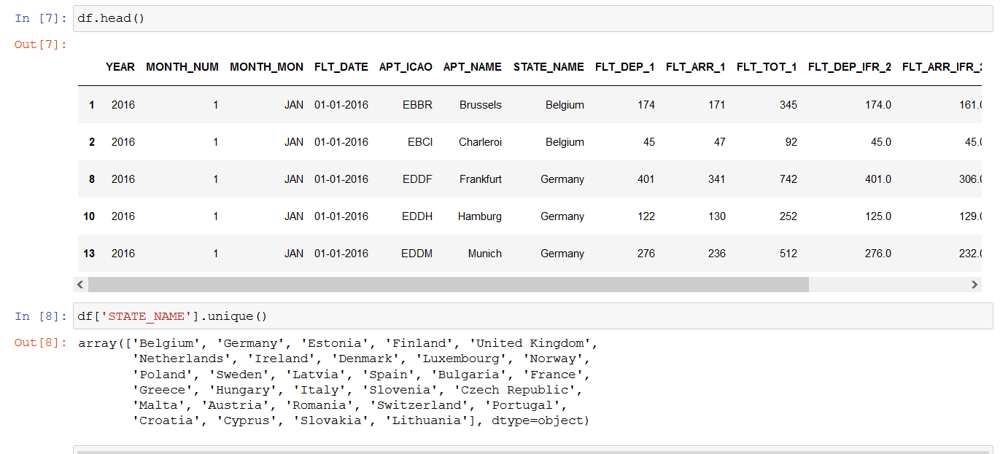 In [7]: df.head()
Out[7]:
YEAR MONTH_NUM MONTH_MON FLT_DATE APT_ICAO APT_NAME STATE_NAME FLT_DEP_1 FLT_ARR_1 FLT_TOT_1 FLT_DEP_IFR_2 FLT_ARR_IFR_2
1 2016 1 JAN 01-01-2016 EBBR Brussels Belgium 174 171 345 174.0 161.0
2 2016 1 JAN 01-01-2016 EBCI Charleroi Belgium 45 47 92 45.0 45.0
8 2016 1 JAN 01-01-2016 EDDF Frankfurt Germany 401 341 742 401.0 306.0
10 2016 1 JAN 01-01-2016 EDDH Hamburg Germany 122 130 252 125.0 129.0
13 2016 1 JAN 01-01-2016 EDDM Munich Germany 276 236 512 276.0 232.0
In [8]: df['STATE_NAME'].unique()
Out[8]: array(['Belgium', 'Germany', 'Estonia', 'Finland', 'United Kingdom',
'Netherlands', 'Ireland', 'Denmark', 'Luxembourg', 'Norway',
'Poland', 'Sweden', 'Latvia', 'Spain', 'Bulgaria', 'France',
'Greece', 'Hungary', 'Italy', 'Slovenia', 'Czech Republic',
'Malta', 'Austria', 'Romania', 'Switzerland', 'Portugal',
'Croatia', 'Cyprus', 'Slovakia', 'Lithuania'], dtype=object)